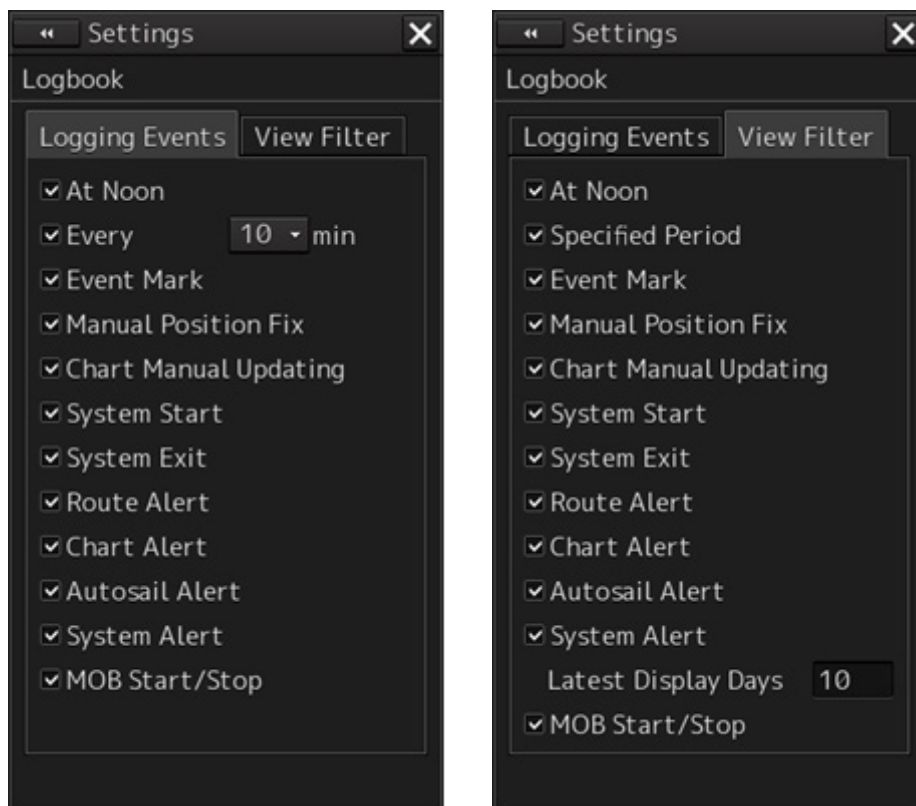 Settings
Logbook
Logging Events View Filter
At Noon
Every 10 min
Event Mark
Manual Position Fix
Chart Manual Updating
System Start
System Exit
Route Alert
Chart Alert
Autosail Alert
System Alert
MOB Start/Stop
Settings
Logbook
Logging Events View Filter
At Noon
Specified Period
Event Mark
Manual Position Fix
Chart Manual Updating
System Start
System Exit
Route Alert
Chart Alert
Autosail Alert
System Alert
Latest Display Days 10
MOB Start/Stop